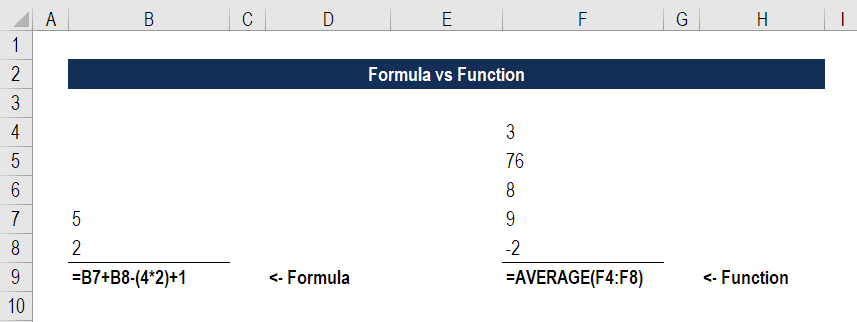 A B C D E F G H I
1
2 Formula vs Function
3
4 3
5 76
6 8
7 5 9
8 2 -2
9 =B7+B8-(4*2)+1 <- Formula =AVERAGE(F4:F8) <- Function
10